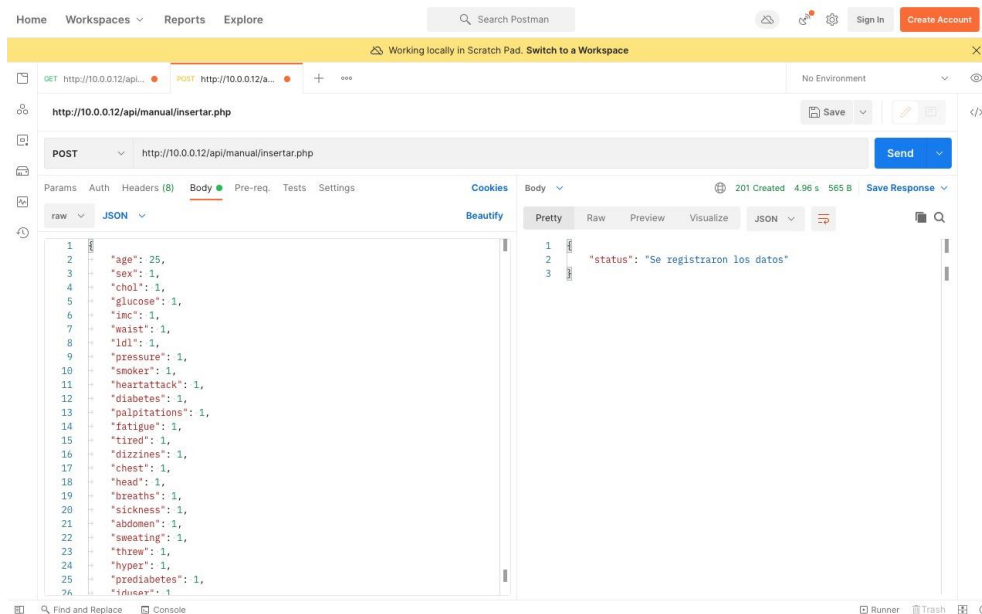 Home Workspaces Reports Explore Search Postman Sign In Create Account
Working locally in Scratch Pad. Switch to a Workspace
GET http://10.0.0.12/api... POST http://10.0.0.12/a... No Environment
http://10.0.0.12/api/manual/insertar.php Save
POST http://10.0.0.12/api/manual/insertar.php Send
Params Auth Headers (8) Body Pre-req. Tests Settings Cookies
raw JSON Beautify
1 {
2 "age": 25,
3 "sex": 1,
4 "chol": 1,
5 "glucose": 1,
6 "imc": 1,
7 "waist": 1,
8 "ldl": 1,
9 "pressure": 1,
10 "smoker": 1,
11 "heartattack": 1,
12 "diabetes": 1,
13 "palpitations": 1,
14 "fatigue": 1,
15 "tired": 1,
16 "dizzines": 1,
17 "chest": 1,
18 "head": 1,
19 "breaths": 1,
20 "sickness": 1,
21 "abdomen": 1,
22 "sweating": 1,
23 "threw": 1,
24 "hyper": 1,
25 "prediabetes": 1,
26 "iduser": 1
Body 201 Created 4.96 s 565 B Save Response
Pretty Raw Preview Visualize JSON
1 {
2 "status": "Se registraron los datos"
3 }
Find and Replace Console Runner Trash